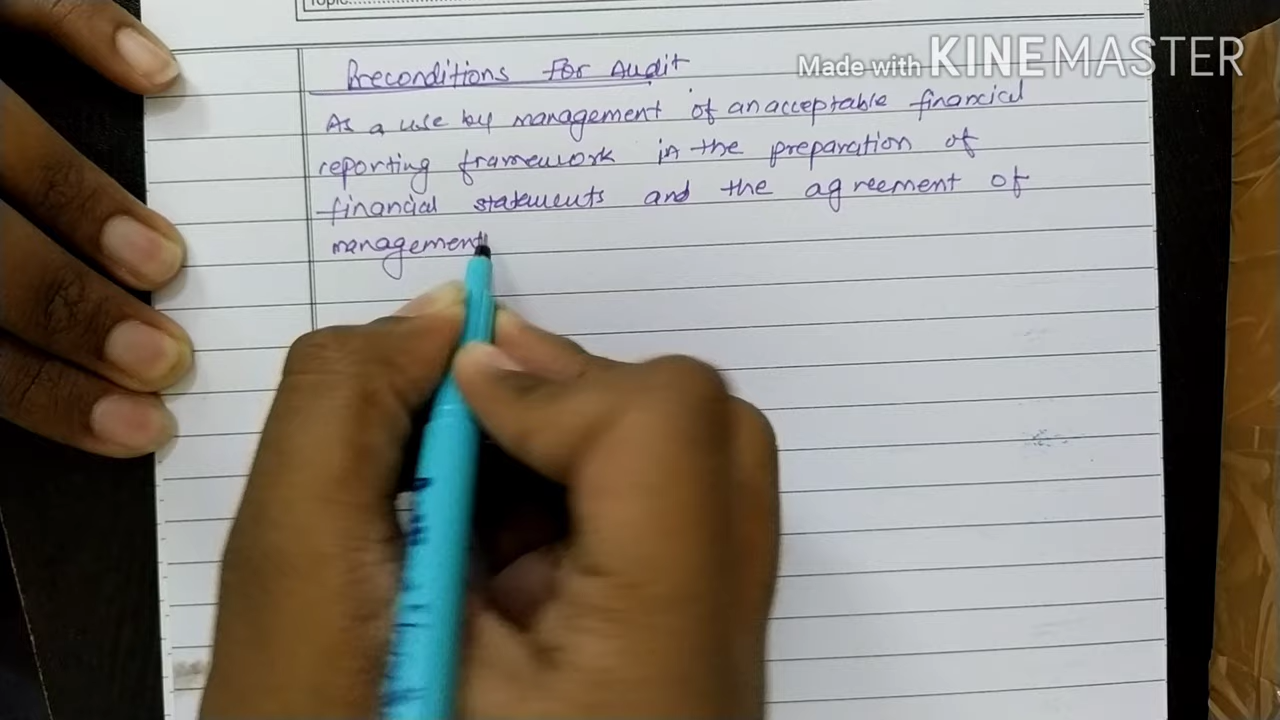 Topic
Made with KINEMASTER
Preconditions For Audit
As a use by management of an acceptable financial
reporting framework in the preparation of
financial statements and the agreement of
management